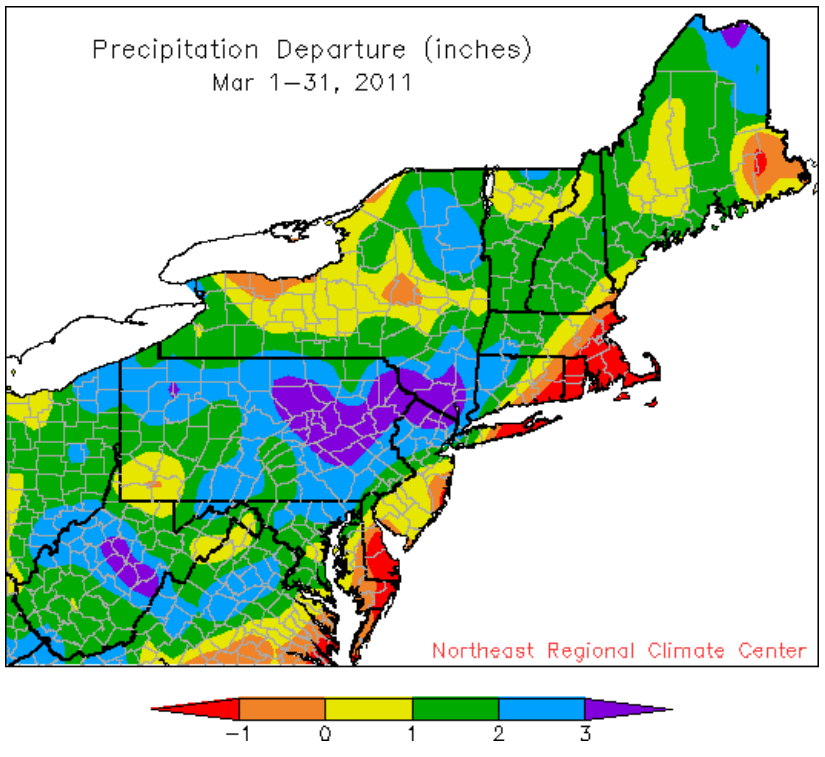 Precipitation Departure (inches)
Mar 1–31, 2011
Northeast Regional Climate Center
-1 0 1 2 3